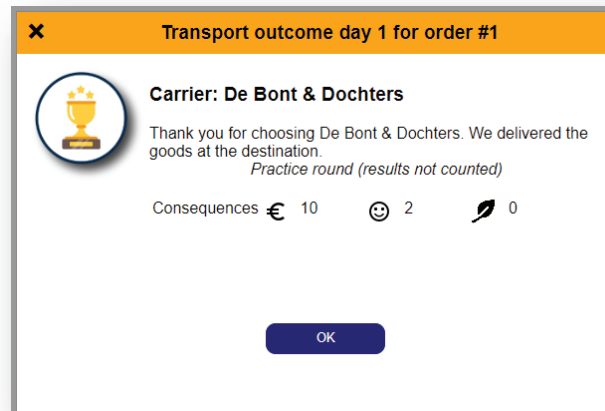 Transport outcome day 1 for order #1
Carrier: De Bont & Dochters
Thank you for choosing De Bont & Dochters. We delivered the
goods at the destination.
Practice round (results not counted)
Consequences € 10 2 0
OK